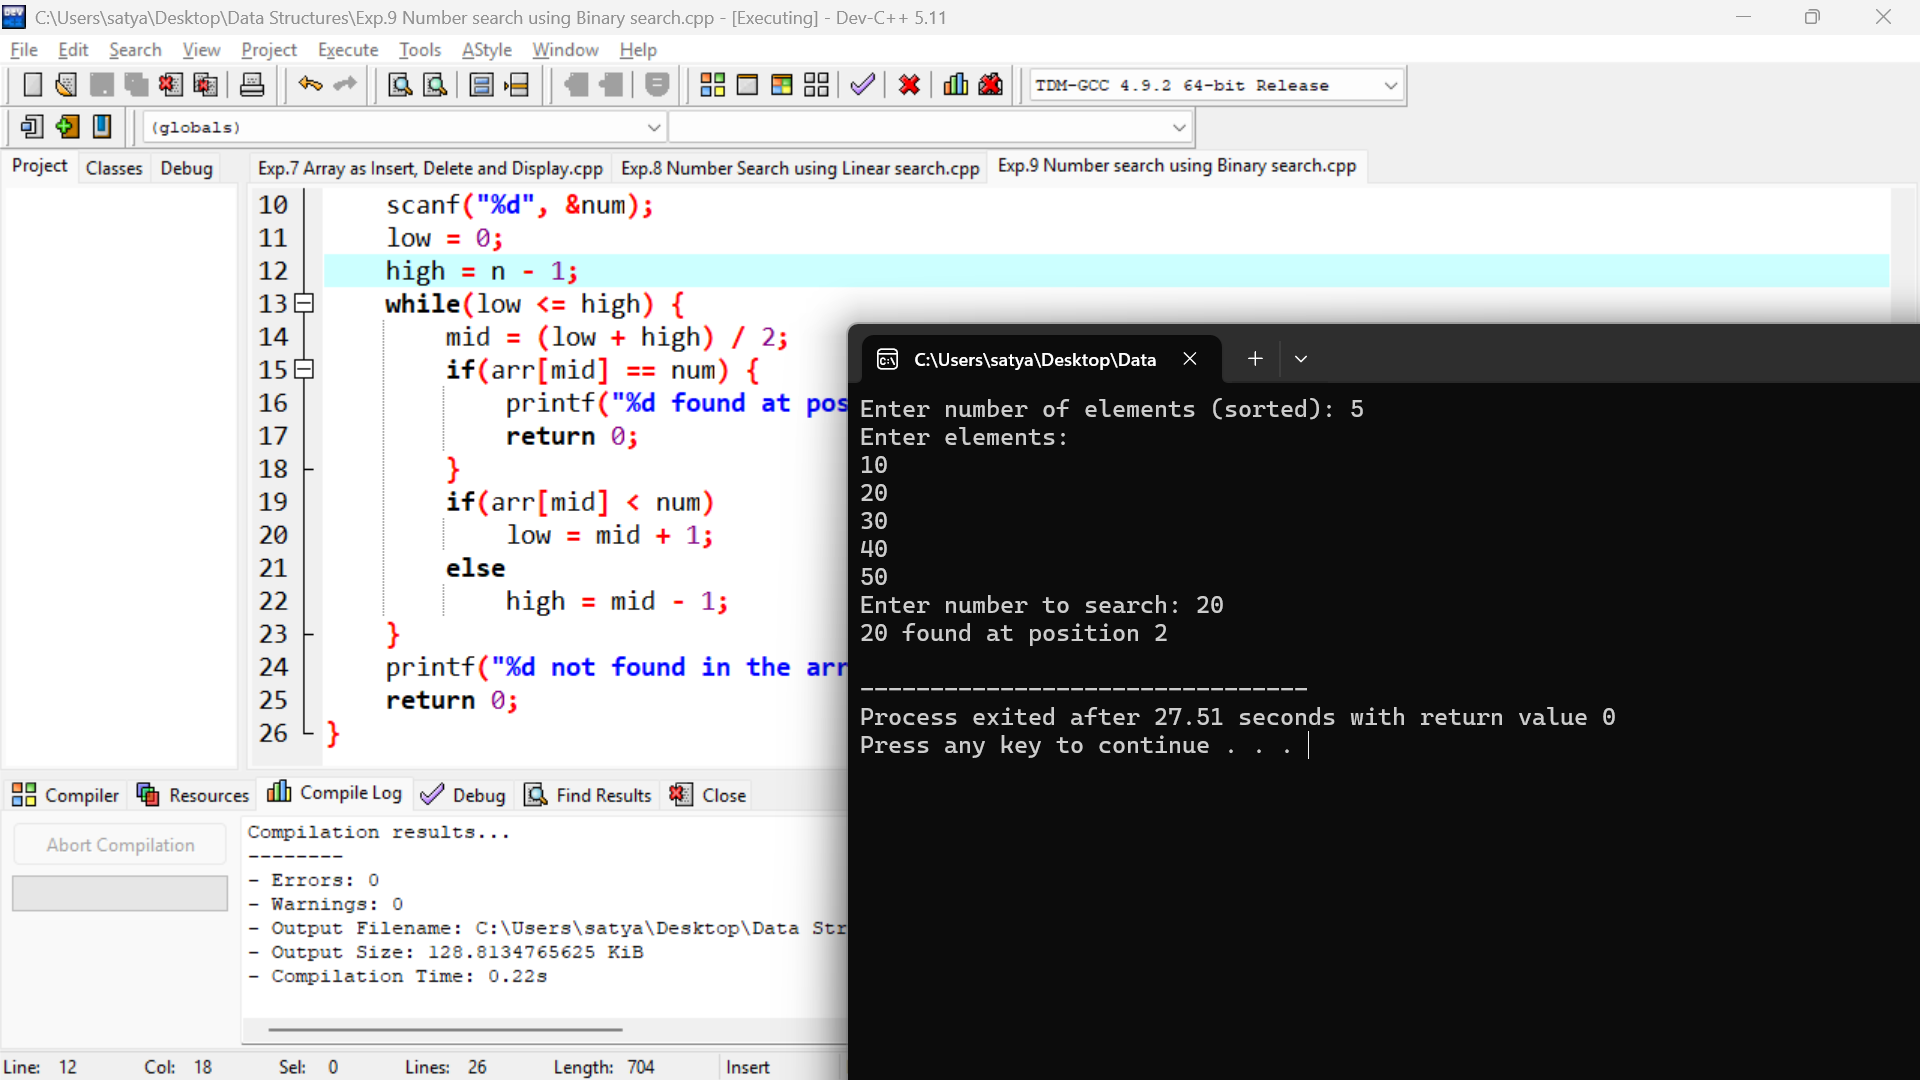 C:\Users\satya\Desktop\Data Structures\Exp.9 Number search using Binary search.cpp - [Executing] - Dev-C++ 5.11
File Edit Search View Project Execute Tools AStyle Window Help
TDM-GCC 4.9.2 64-bit Release
(globals)
Project Classes Debug
Exp.7 Array as Insert, Delete and Display.cpp Exp.8 Number Search using Linear search.cpp Exp.9 Number search using Binary search.cpp
10 scanf("%d", &num);
11 low = 0;
12 high = n - 1;
13 while(low <= high) {
14 mid = (low + high) / 2;
15 if(arr[mid] == num) {
16 printf("%d found at pos
17 return 0;
18 }
19 if(arr[mid] < num)
20 low = mid + 1;
21 else
22 high = mid - 1;
23 }
24 printf("%d not found in the arr
25 return 0;
26 }
C:\Users\satya\Desktop\Data
Enter number of elements (sorted): 5
Enter elements:
10
20
30
40
50
Enter number to search: 20
20 found at position 2
--------------------------------
Process exited after 27.51 seconds with return value 0
Press any key to continue . . .
Compiler Resources Compile Log Debug Find Results Close
Abort Compilation
Compilation results...
--------
- Errors: 0
- Warnings: 0
- Output Filename: C:\Users\satya\Desktop\Data Str
- Output Size: 128.8134765625 KiB
- Compilation Time: 0.22s
Line: 12 Col: 18 Sel: 0 Lines: 26 Length: 704 Insert